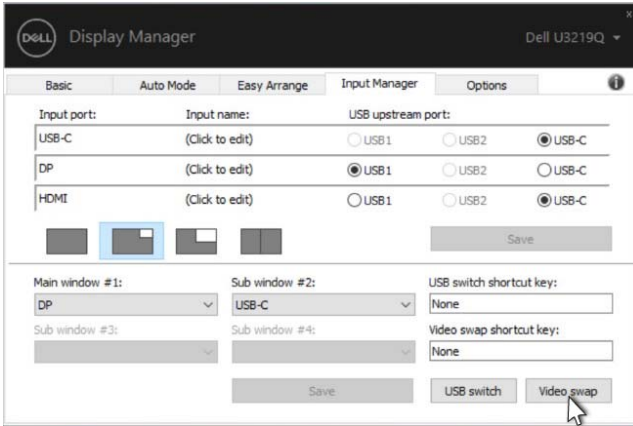 DELL Display Manager Dell U3219Q
x
Basic Auto Mode Easy Arrange Input Manager Options i
Input port: Input name: USB upstream port:
USB-C (Click to edit) USB1 USB2 USB-C
DP (Click to edit) USB1 USB2 USB-C
HDMI (Click to edit) USB1 USB2 USB-C
Save
Main window #1: Sub window #2: USB switch shortcut key:
DP USB-C None
Sub window #3: Sub window #4: Video swap shortcut key:
None
Save USB switch Video swap